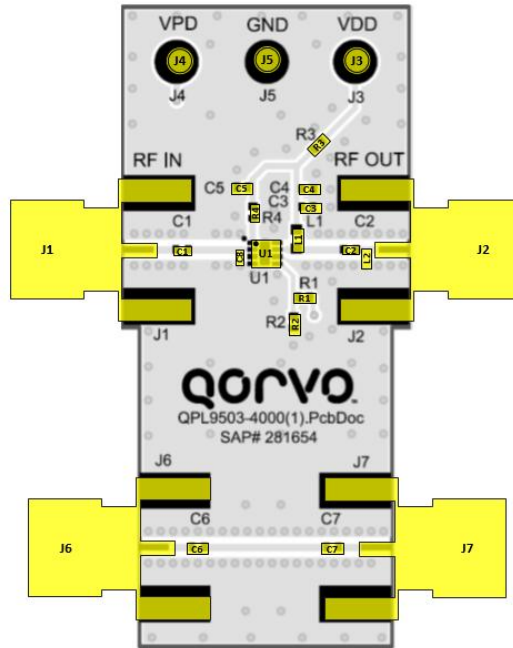 VPD GND VDD
J4 J5 J3
J4 J5 J3
R3
R3
RF IN RF OUT
C5 C5 C4 C4
C3 C3
R4 R4 L1
C1 C2
J1 J2
L1
C1 C8 U1 C2 L2
U1
R1
R1
R2 R2
J1 J2
Qorvo
QPL9503-4000(1).PcbDoc
SAP# 281654
J6 J7
C6 C7
J6 C6 C7 J7